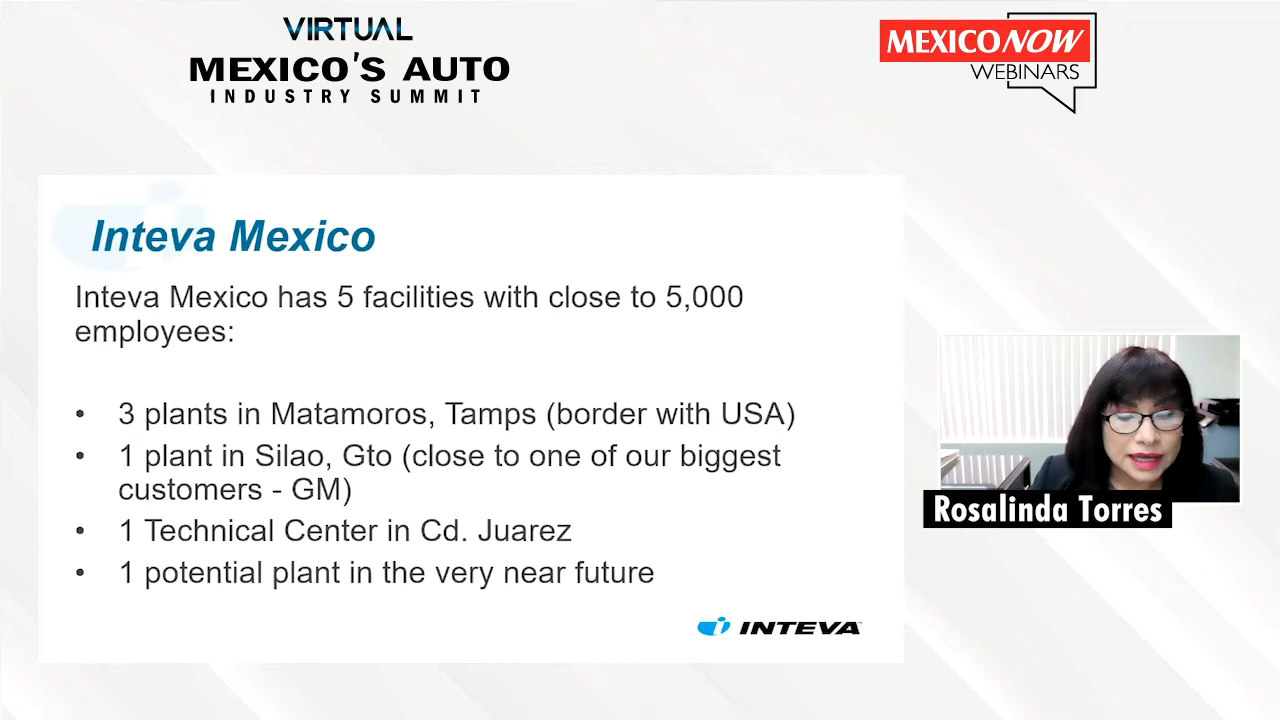 VIRTUAL
MEXICO'S AUTO
INDUSTRY SUMMIT
MEXICONOW
WEBINARS
Inteva Mexico
Inteva Mexico has 5 facilities with close to 5,000
employees:
• 3 plants in Matamoros, Tamps (border with USA)
• 1 plant in Silao, Gto (close to one of our biggest
customers - GM)
• 1 Technical Center in Cd. Juarez
• 1 potential plant in the very near future
INTEVA
Rosalinda Torres